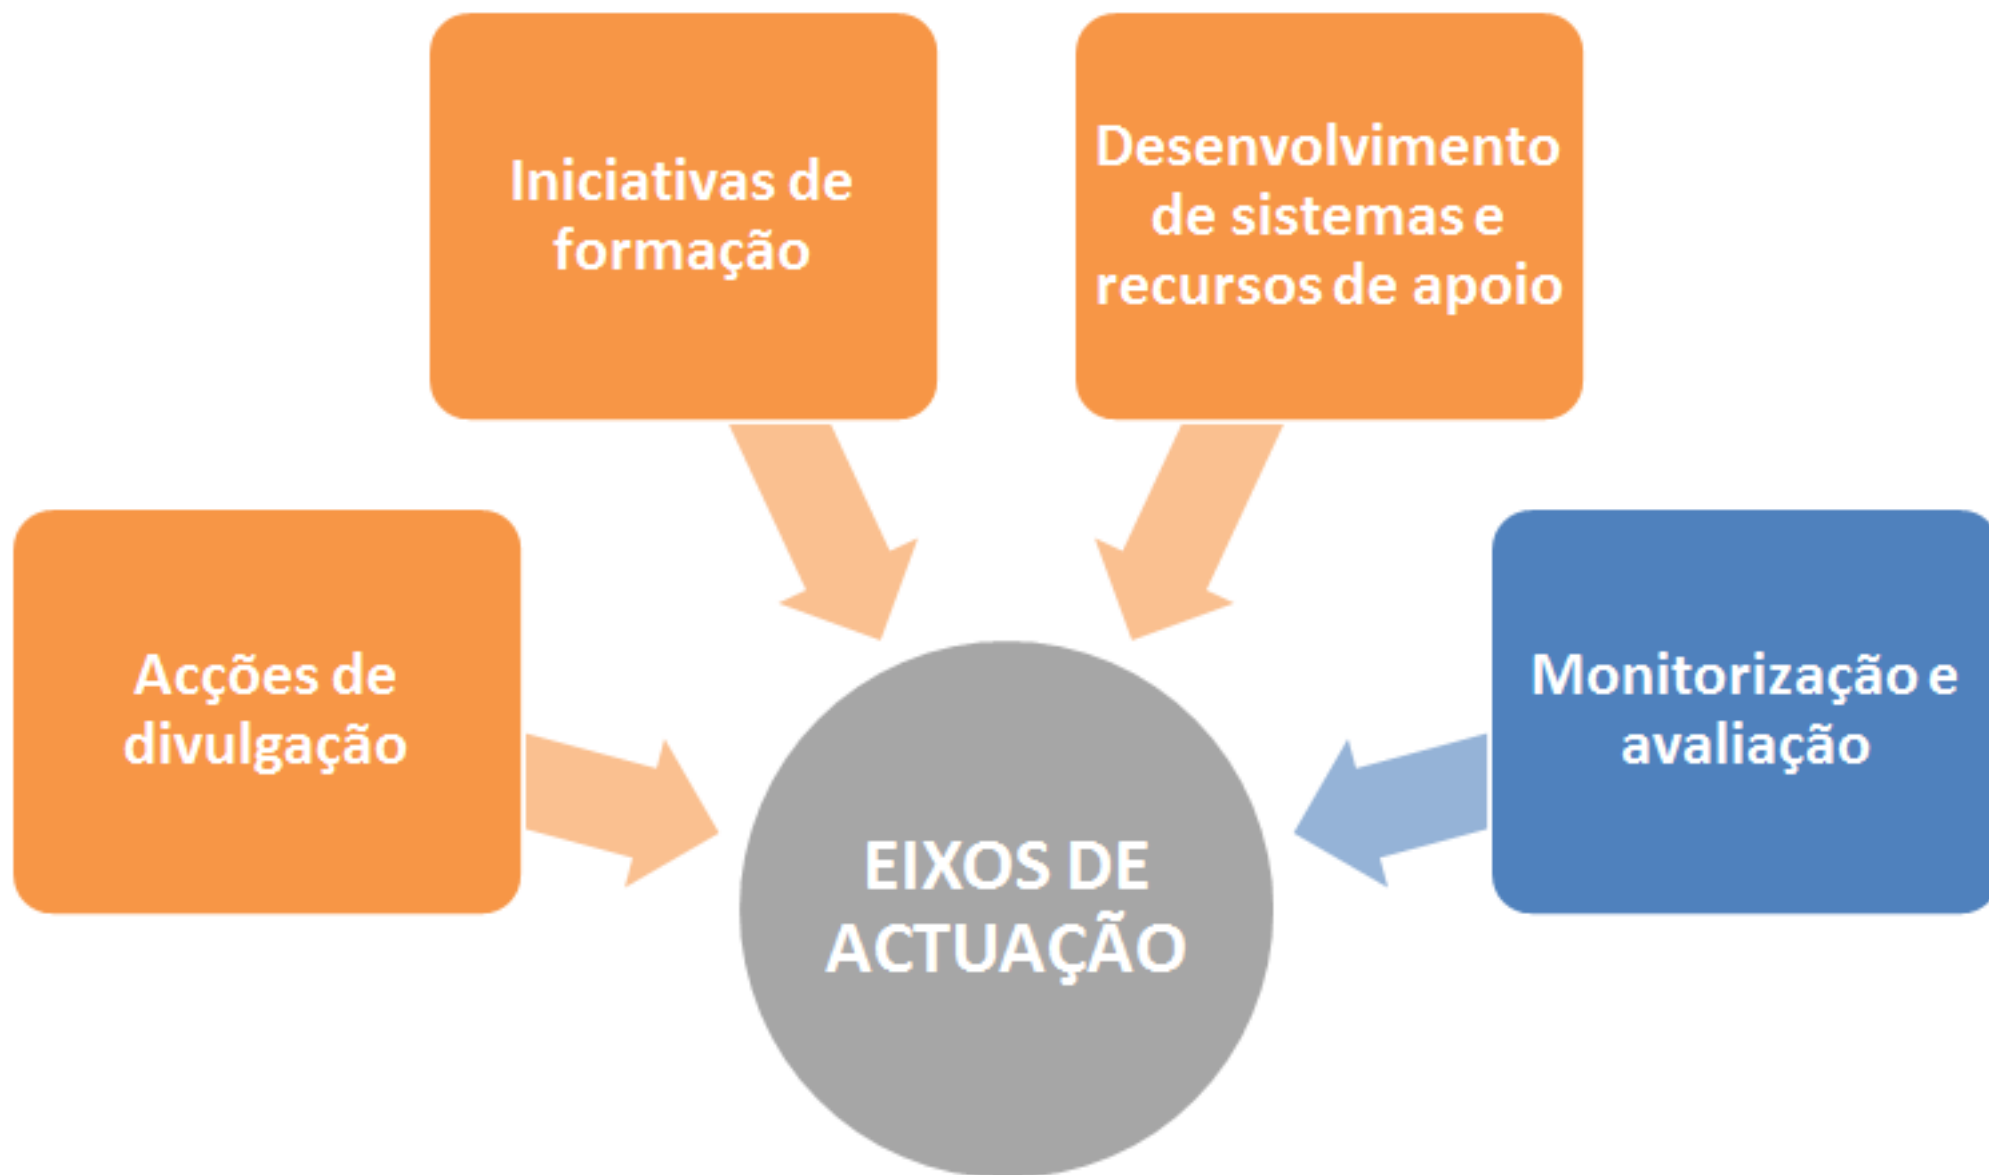 Iniciativas de
formação
Desenvolvimento
de sistemas e
recursos de apoio
Acções de
divulgação
Monitorização e
avaliação
EIXOS DE
ACTUAÇÃO